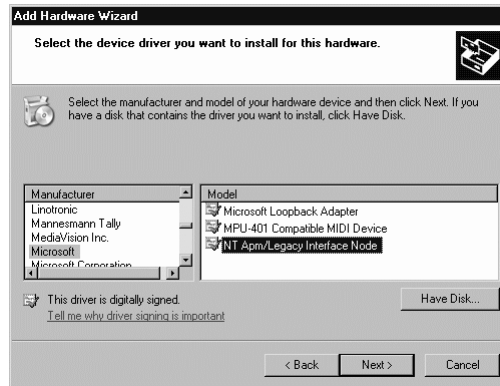 Add Hardware Wizard
Select the device driver you want to install for this hardware.
Select the manufacturer and model of your hardware device and then click Next. If you
have a disk that contains the driver you want to install, click Have Disk.
Manufacturer
Linotronic
Mannesmann Tally
MediaVision Inc.
Microsoft
Microsoft Corporation
Model
Microsoft Loopback Adapter
MPU-401 Compatible MIDI Device
NT Apm/Legacy Interface Node
This driver is digitally signed.
Tell me why driver signing is important
Have Disk...
< Back
Next >
Cancel